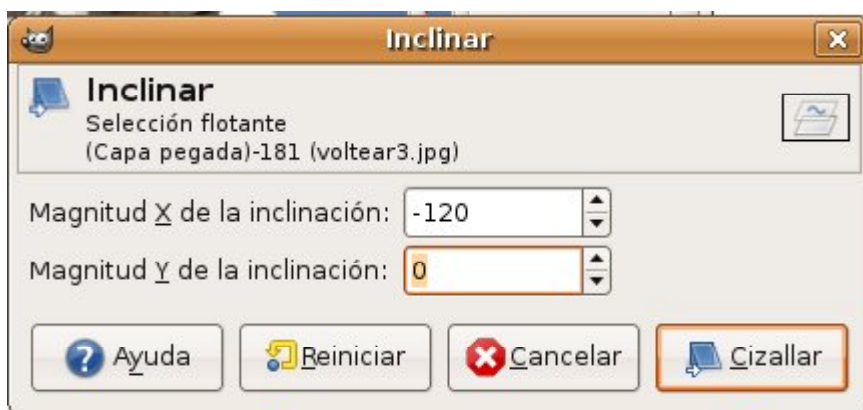 Inclinar
Inclinar
Selección flotante
(Capa pegada)-181 (voltear3.jpg)
Magnitud X de la inclinación: -120
Magnitud Y de la inclinación: 0
Ayuda Reiniciar Cancelar Cizallar